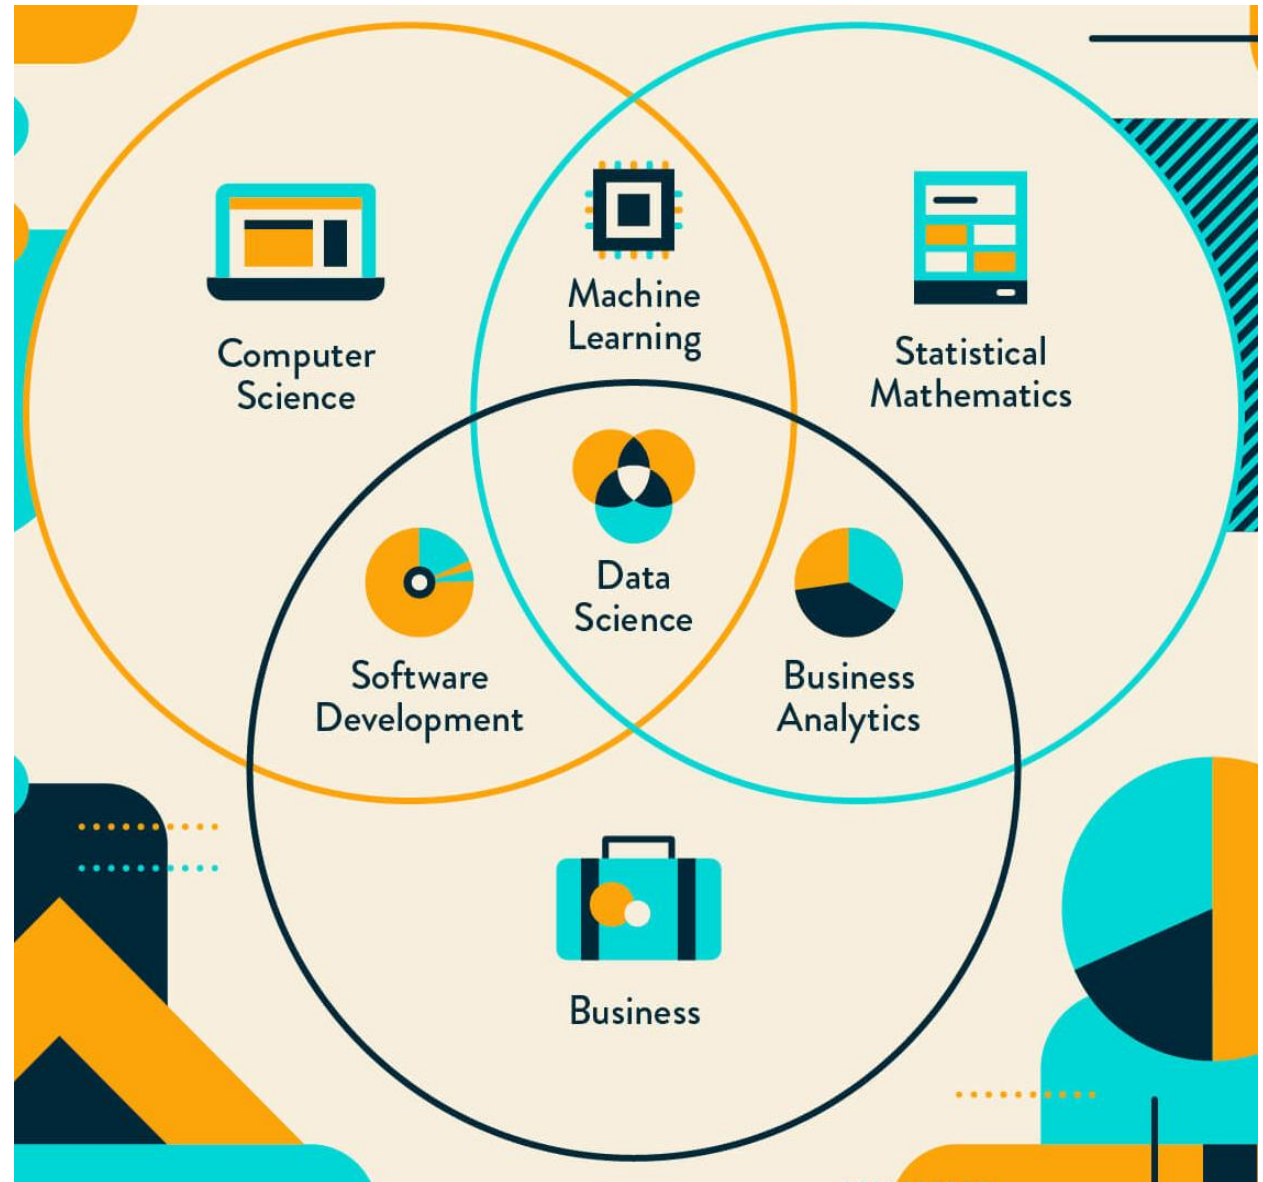 Machine
Learning
Computer
Science
Statistical
Mathematics
Data
Science
Software
Development
Business
Analytics
Business